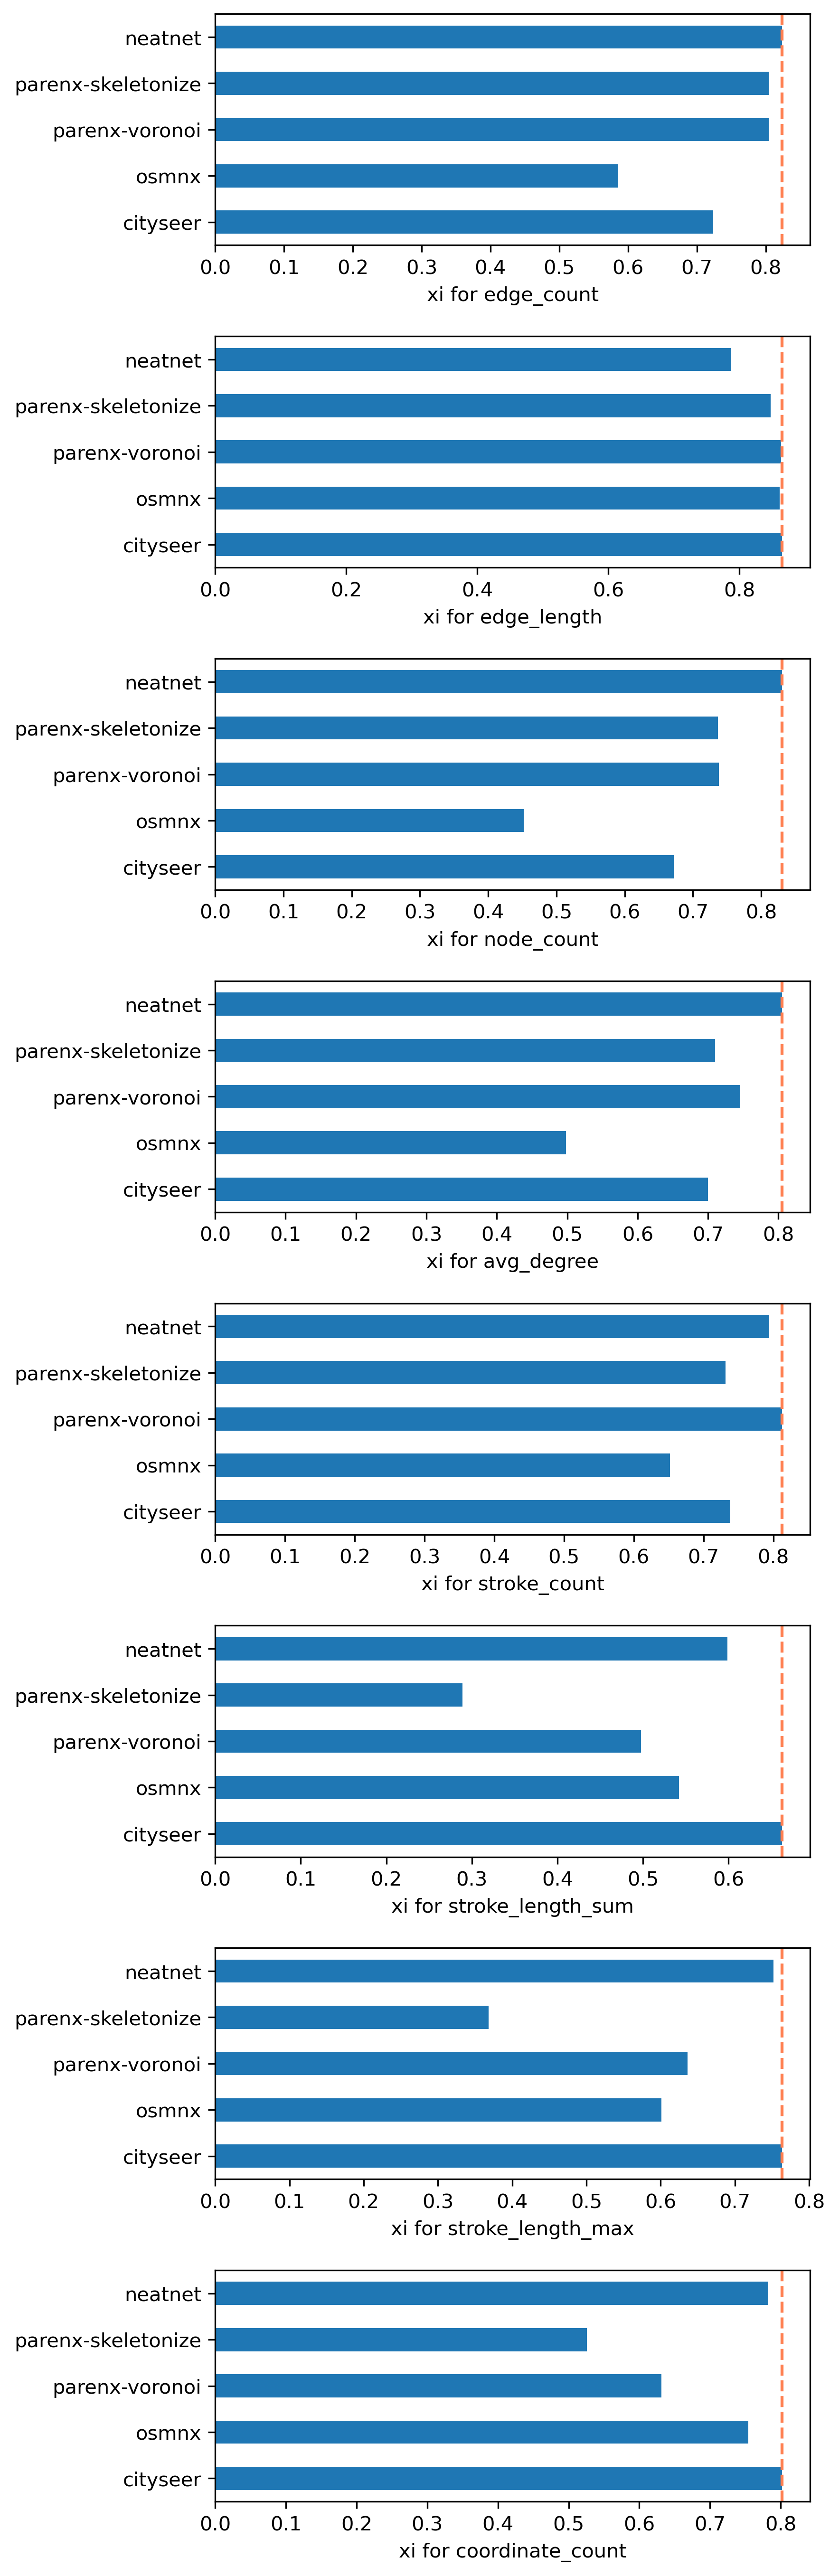 neatnet
parenx-skeletonize
parenx-voronoi
osmnx
cityseer
0.0 0.1 0.2 0.3 0.4 0.5 0.6 0.7 0.8
xi for edge_count
neatnet
parenx-skeletonize
parenx-voronoi
osmnx
cityseer
0.0 0.2 0.4 0.6 0.8
xi for edge_length
neatnet
parenx-skeletonize
parenx-voronoi
osmnx
cityseer
0.0 0.1 0.2 0.3 0.4 0.5 0.6 0.7 0.8
xi for node_count
neatnet
parenx-skeletonize
parenx-voronoi
osmnx
cityseer
0.0 0.1 0.2 0.3 0.4 0.5 0.6 0.7 0.8
xi for avg_degree
neatnet
parenx-skeletonize
parenx-voronoi
osmnx
cityseer
0.0 0.1 0.2 0.3 0.4 0.5 0.6 0.7 0.8
xi for stroke_count
neatnet
parenx-skeletonize
parenx-voronoi
osmnx
cityseer
0.0 0.1 0.2 0.3 0.4 0.5 0.6
xi for stroke_length_sum
neatnet
parenx-skeletonize
parenx-voronoi
osmnx
cityseer
0.0 0.1 0.2 0.3 0.4 0.5 0.6 0.7 0.8
xi for stroke_length_max
neatnet
parenx-skeletonize
parenx-voronoi
osmnx
cityseer
0.0 0.1 0.2 0.3 0.4 0.5 0.6 0.7 0.8
xi for coordinate_count